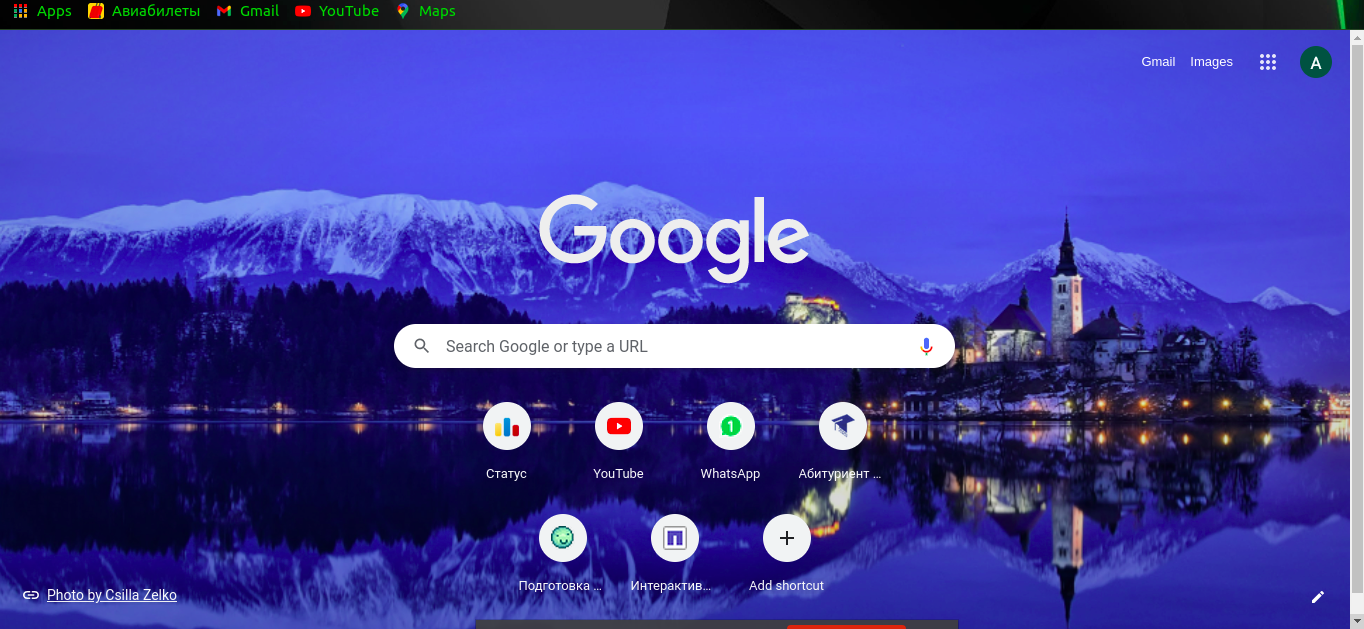 Apps Авиабилеты Gmail YouTube Maps
Gmail Images A
Google
Search Google or type a URL
1
Статус YouTube WhatsApp Абитуриент ...
Подготовка ... Интерактив... Add shortcut
Photo by Csilla Zelko